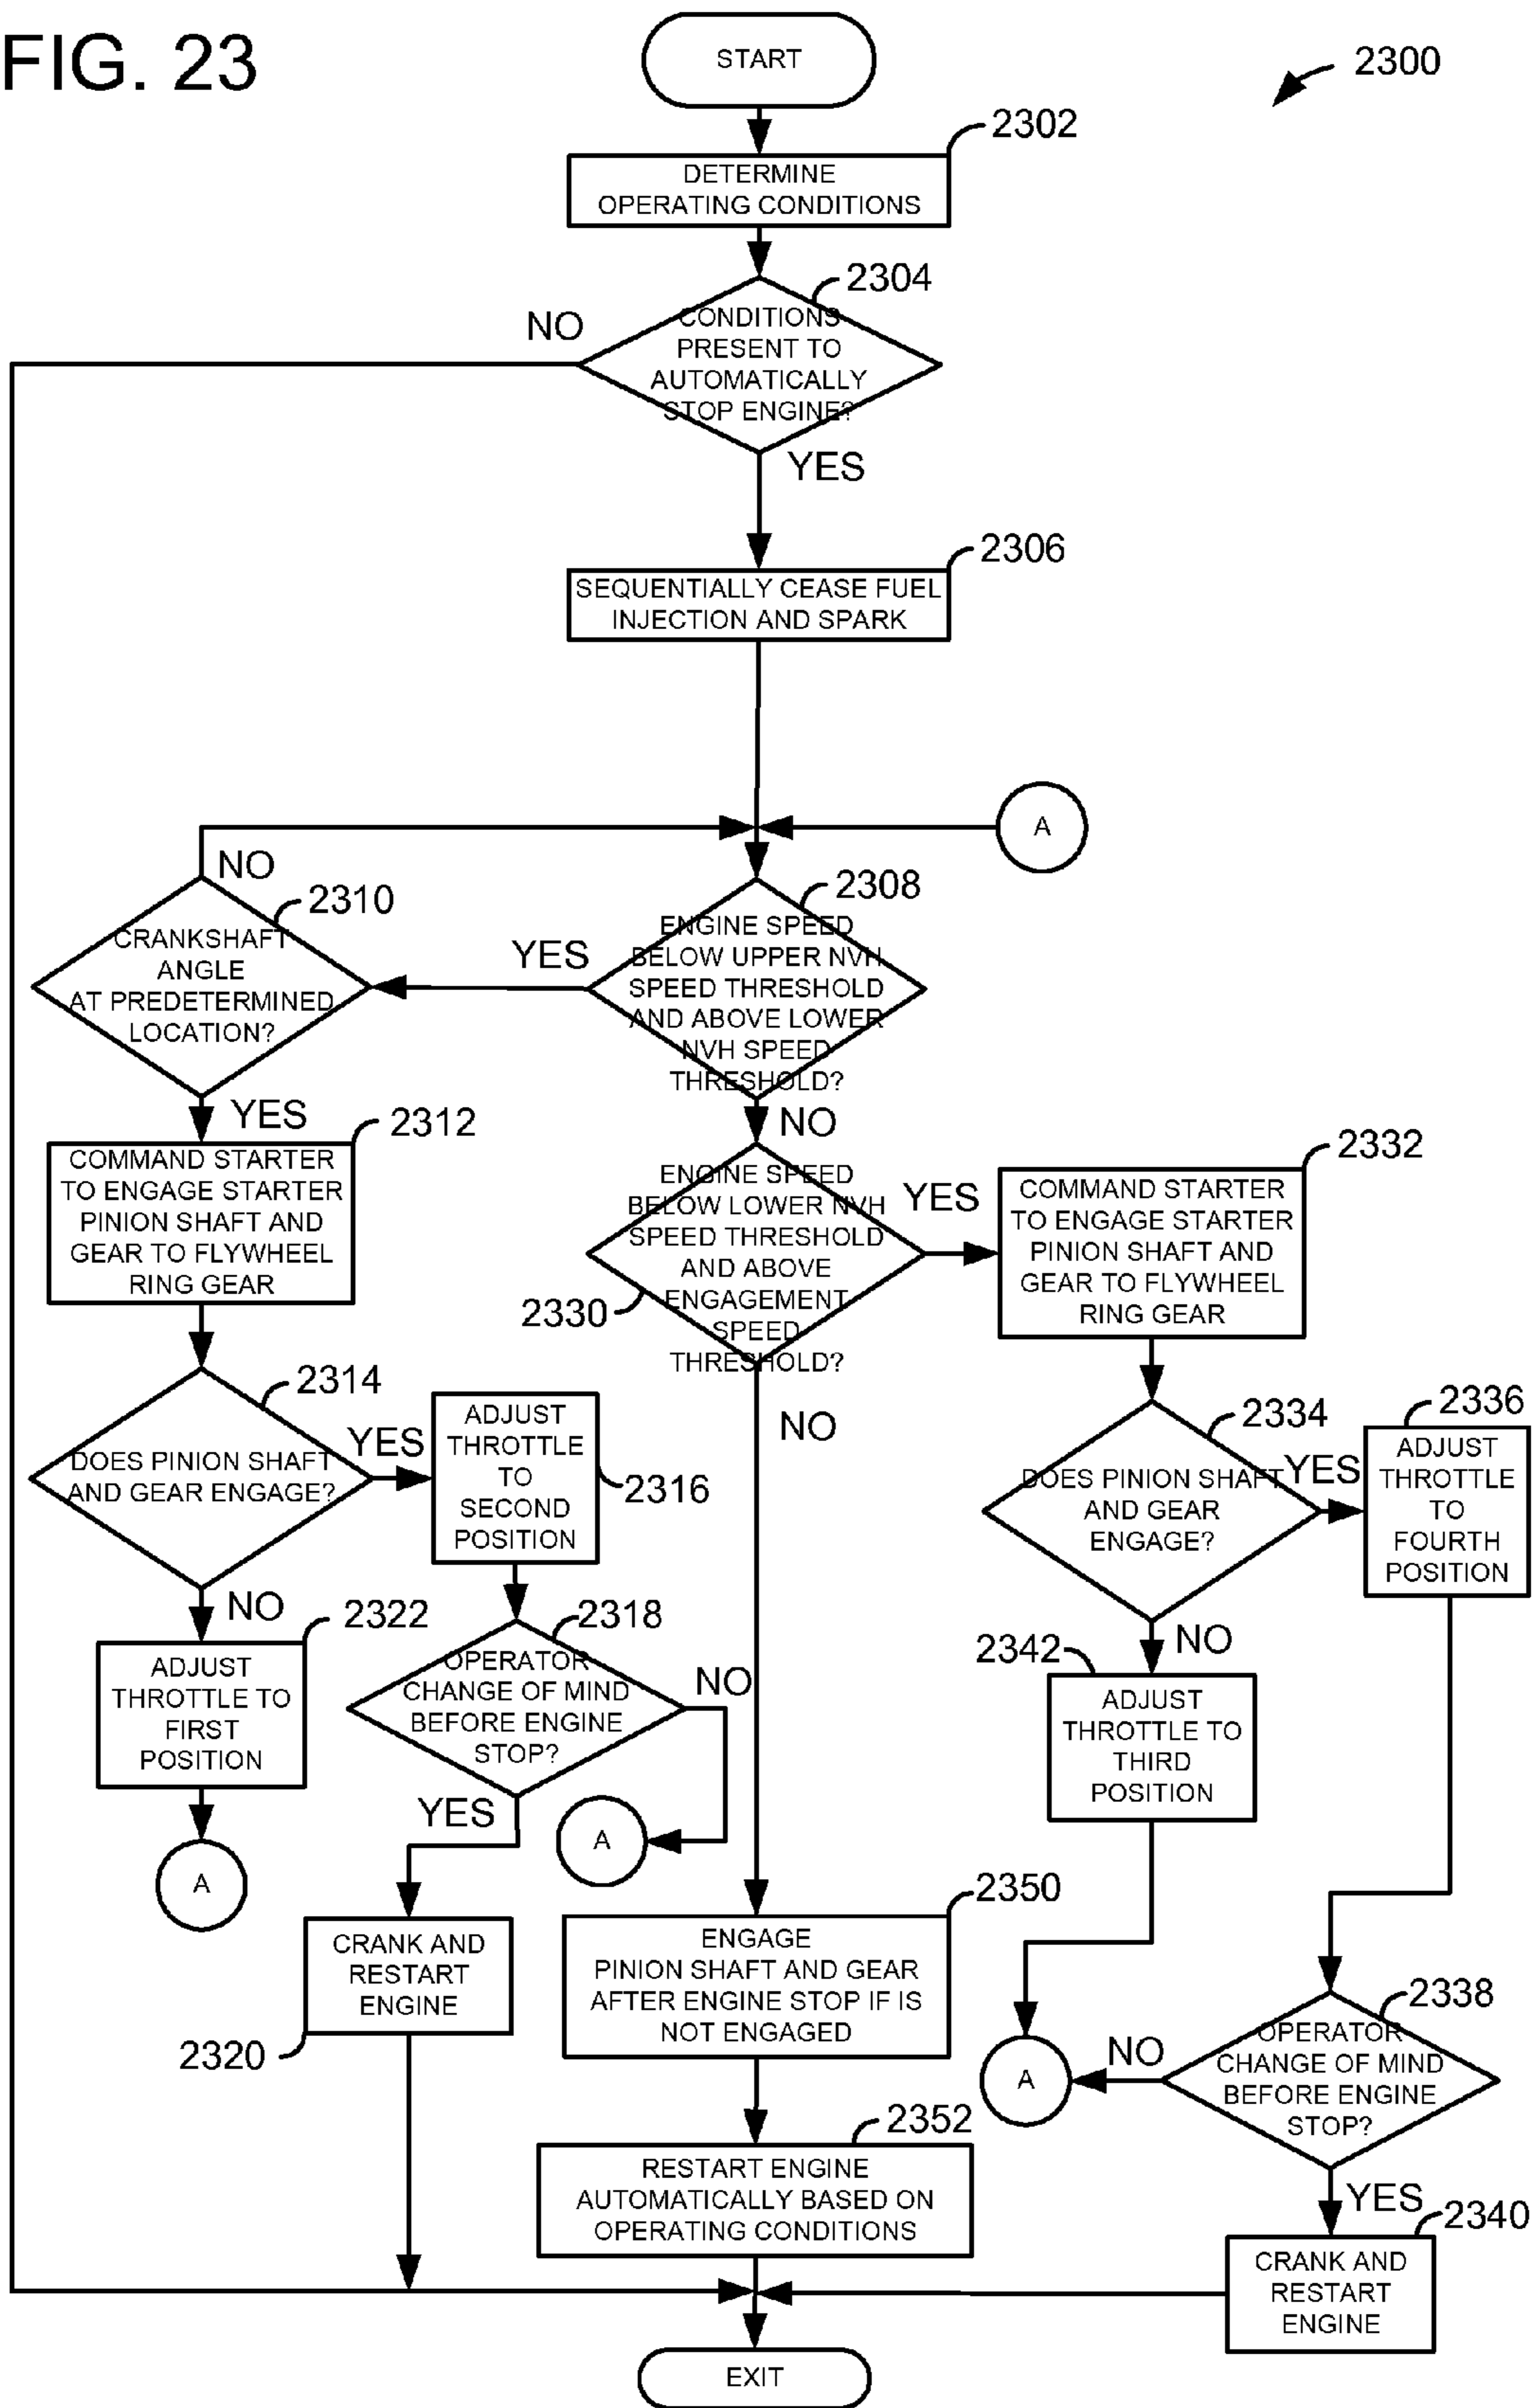 FIG. 23
START
2300
2302
DETERMINE
OPERATING CONDITIONS
2304
NO
CONDITIONS
PRESENT TO
AUTOMATICALLY
STOP ENGINE?
YES
2306
SEQUENTIALLY CEASE FUEL
INJECTION AND SPARK
A
NO
2310
CRANKSHAFT
ANGLE
AT PREDETERMINED
LOCATION?
YES
2308
ENGINE SPEED
BELOW UPPER NVH
SPEED THRESHOLD
AND ABOVE LOWER
NVH SPEED
THRESHOLD?
YES
NO
2312
COMMAND STARTER
TO ENGAGE STARTER
PINION SHAFT AND
GEAR TO FLYWHEEL
RING GEAR
ENGINE SPEED
BELOW LOWER NVH
SPEED THRESHOLD
AND ABOVE
ENGAGEMENT
SPEED
THRESHOLD?
2330
YES
NO
2332
COMMAND STARTER
TO ENGAGE STARTER
PINION SHAFT AND
GEAR TO FLYWHEEL
RING GEAR
2314
DOES PINION SHAFT
AND GEAR ENGAGE?
YES
NO
ADJUST
THROTTLE
TO
SECOND
POSITION
2316
2334
DOES PINION SHAFT
AND GEAR
ENGAGE?
YES
NO
2336
ADJUST
THROTTLE
TO
FOURTH
POSITION
2322
ADJUST
THROTTLE TO
FIRST
POSITION
A
2318
OPERATOR
CHANGE OF MIND
BEFORE ENGINE
STOP?
NO
YES
A
2342
ADJUST
THROTTLE TO
THIRD
POSITION
CRANK AND
RESTART
ENGINE
2320
2350
ENGAGE
PINION SHAFT AND GEAR
AFTER ENGINE STOP IF IS
NOT ENGAGED
A
NO
2338
OPERATOR
CHANGE OF MIND
BEFORE ENGINE
STOP?
YES
2352
RESTART ENGINE
AUTOMATICALLY BASED ON
OPERATING CONDITIONS
2340
CRANK AND
RESTART
ENGINE
EXIT